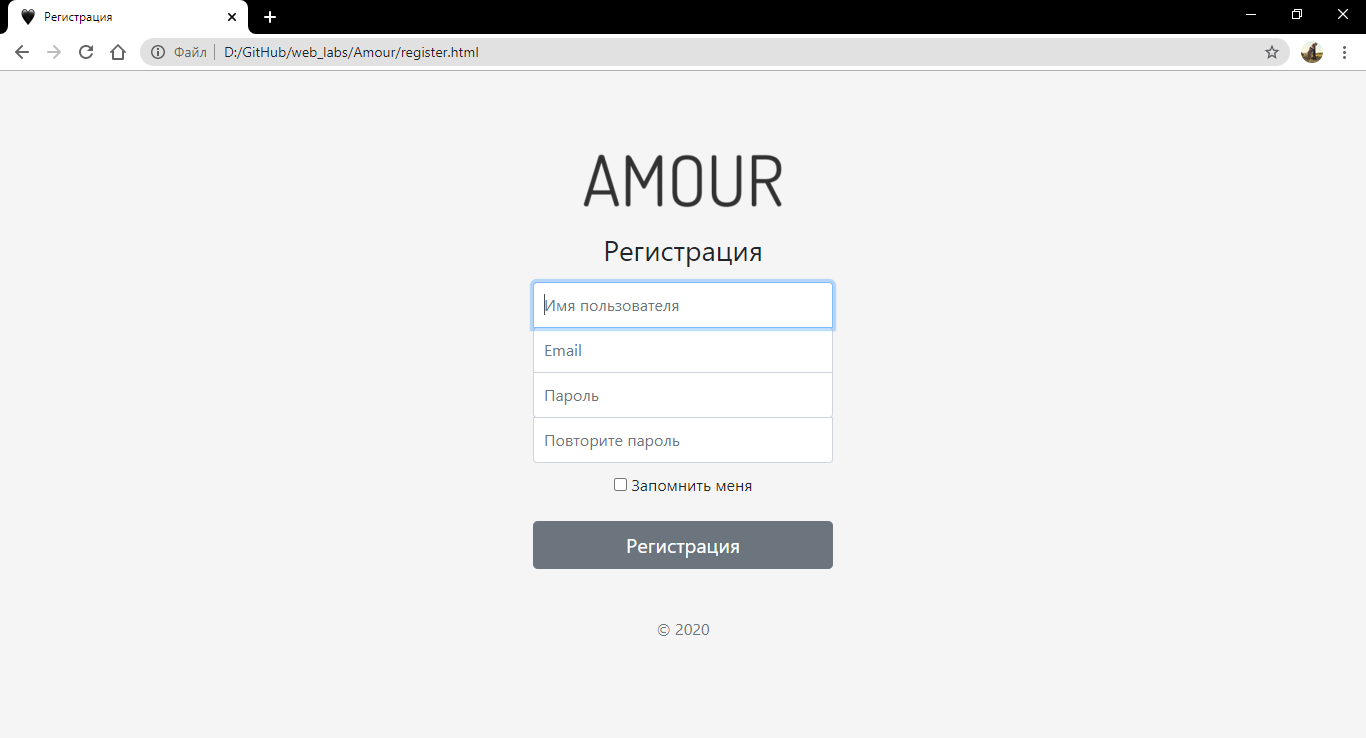 Регистрация
Файл D:/GitHub/web_labs/Amour/register.html
AMOUR
Регистрация
Имя пользователя
Email
Пароль
Повторите пароль
Запомнить меня
Регистрация
© 2020